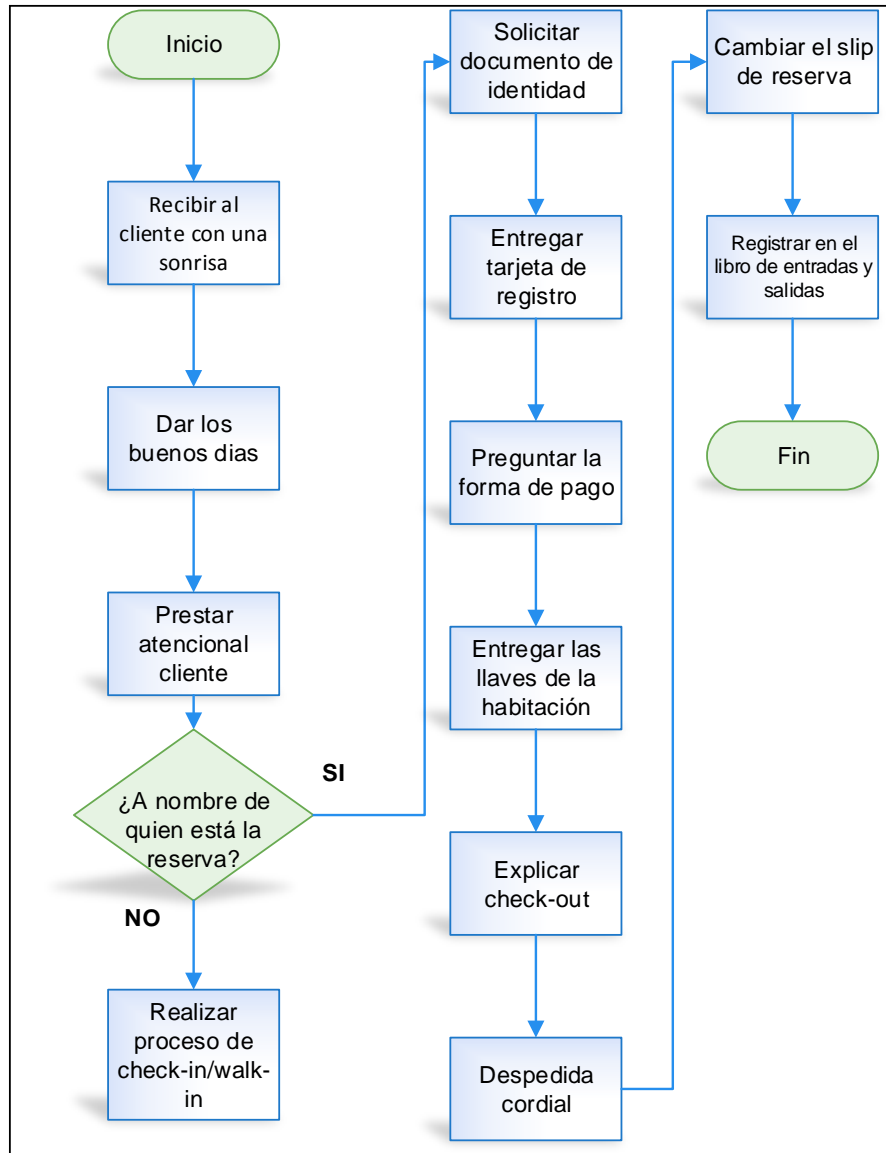 Inicio
Recibir al
cliente con una
sonrisa
Dar los
buenos dias
Prestar
atencional
cliente
¿A nombre de
quien está la
reserva?
SI
NO
Realizar
proceso de
check-in/walk-
in
Solicitar
documento de
identidad
Entregar
tarjeta de
registro
Preguntar la
forma de pago
Entregar las
llaves de la
habitación
Explicar
check-out
Despedida
cordial
Cambiar el slip
de reserva
Registrar en el
libro de entradas y
salidas
Fin